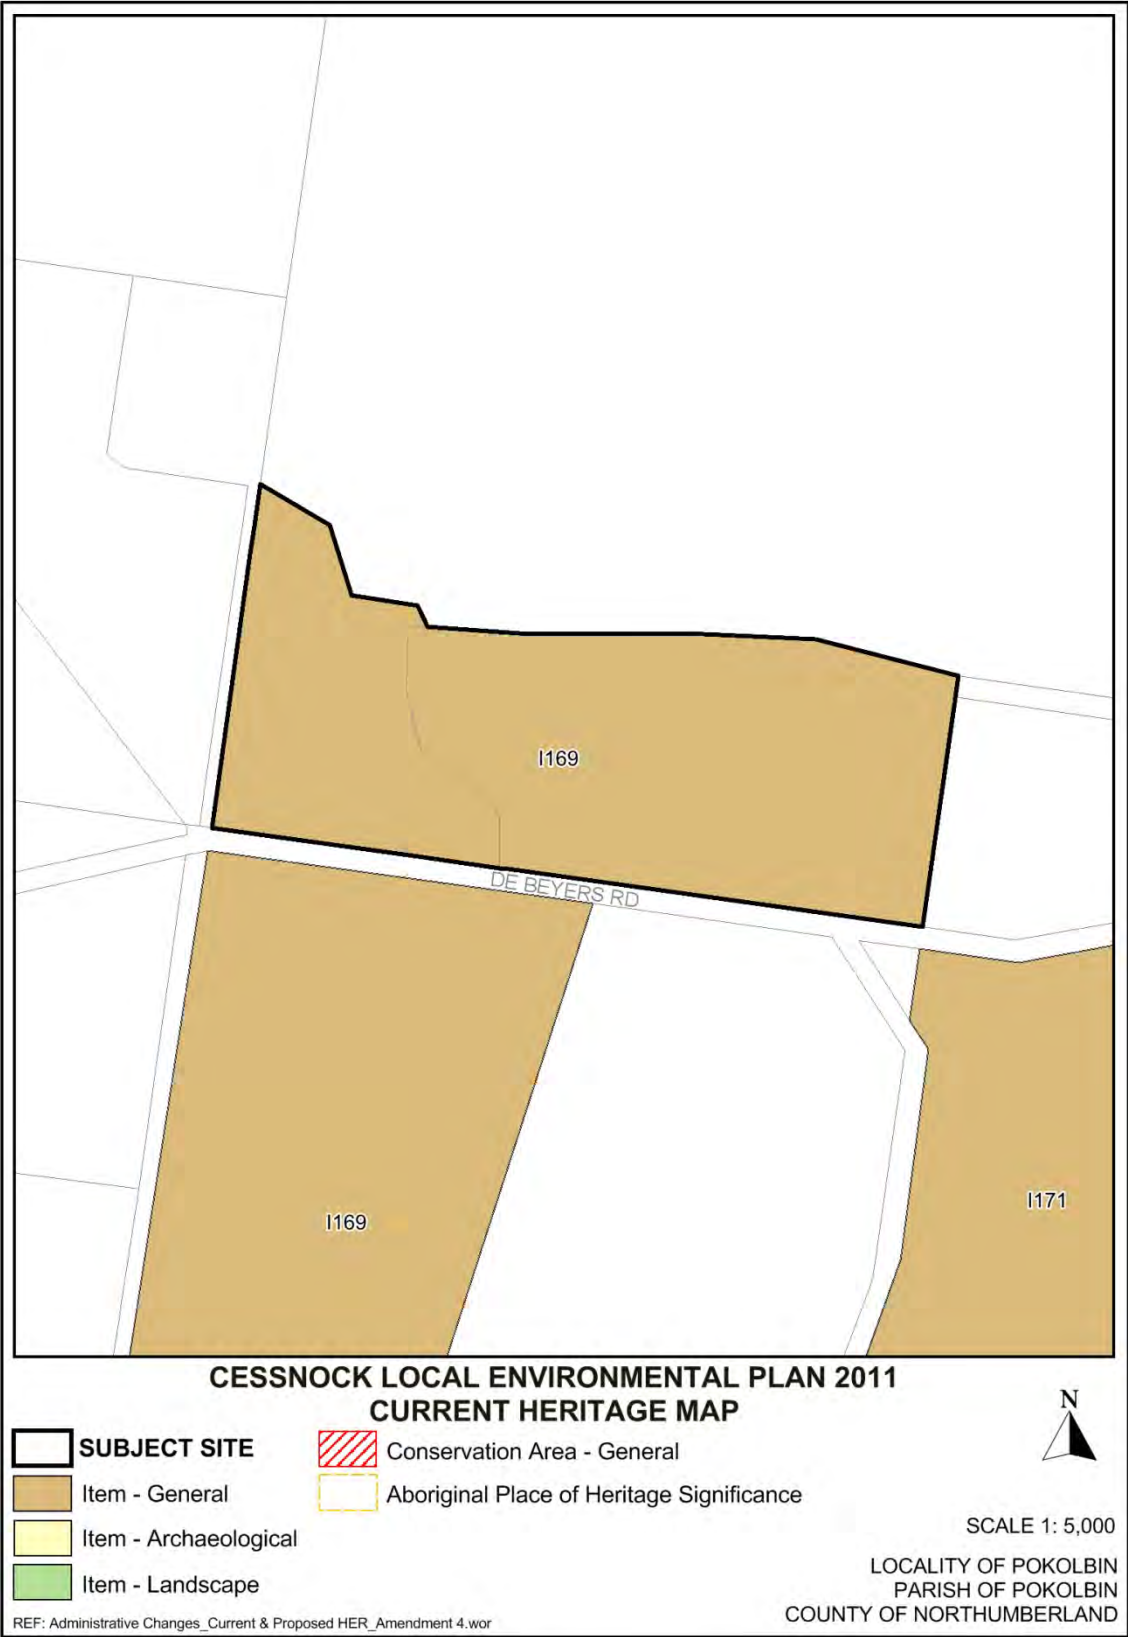 I169
DE BEYERS RD
I169
I171
CESSNOCK LOCAL ENVIRONMENTAL PLAN 2011
CURRENT HERITAGE MAP
N
SUBJECT SITE
Conservation Area - General
Item - General
Aboriginal Place of Heritage Significance
Item - Archaeological
Item - Landscape
SCALE 1: 5,000
LOCALITY OF POKOLBIN
PARISH OF POKOLBIN
COUNTY OF NORTHUMBERLAND
REF: Administrative Changes_Current & Proposed HER_Amendment 4.wor